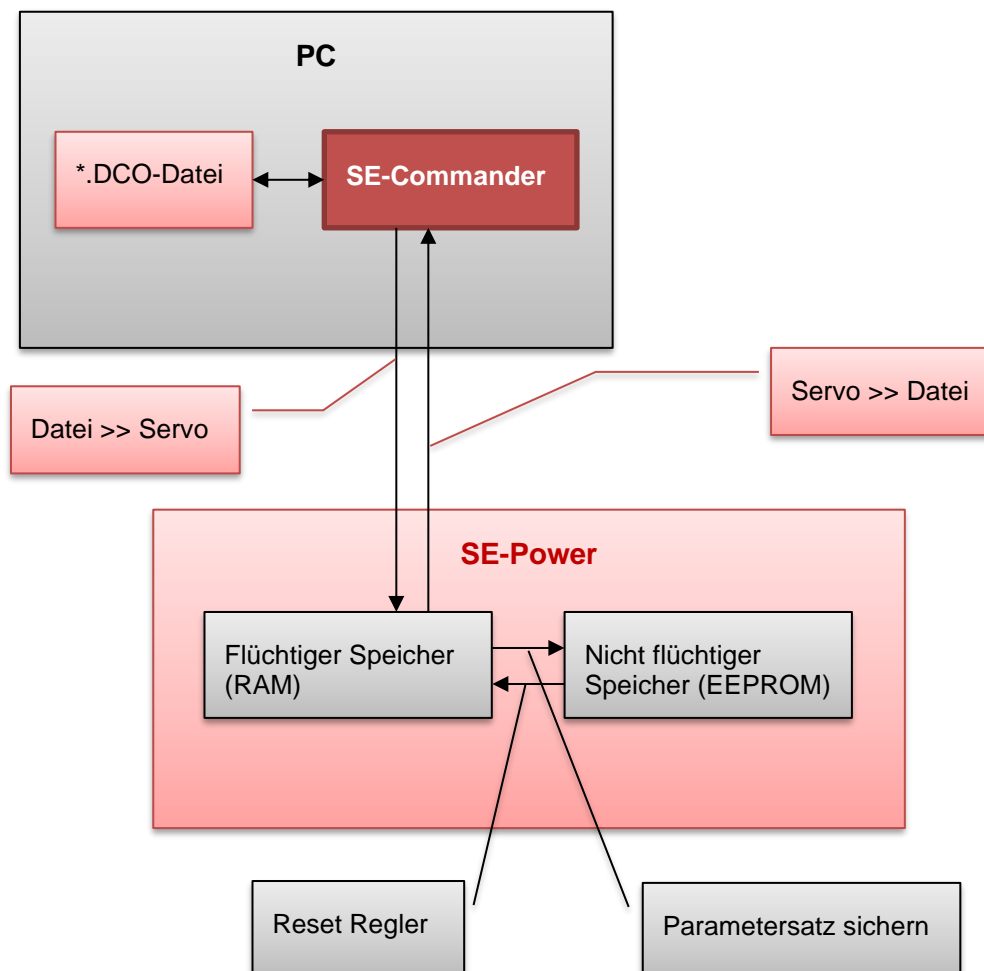 PC
*.DCO-Datei
SE-Commander
Datei >> Servo
Servo >> Datei
SE-Power
Flüchtiger Speicher
(RAM)
Nicht flüchtiger
Speicher (EEPROM)
Reset Regler
Parametersatz sichern